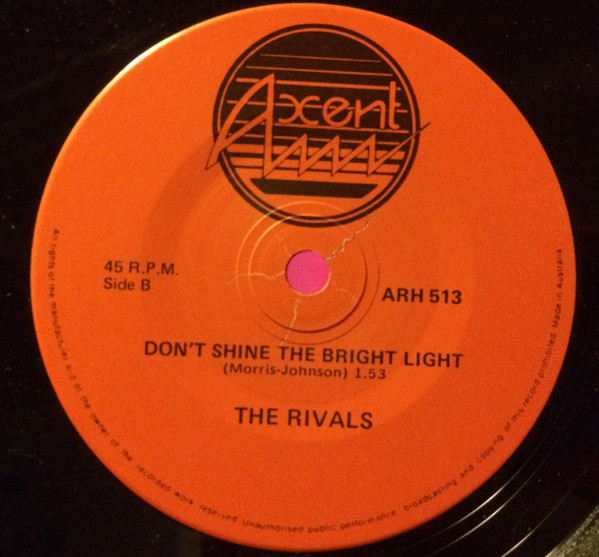 Axent
45 R.P.M.
Side B
ARH 513
DON'T SHINE THE BRIGHT LIGHT
(Morris-Johnson) 1.53
THE RIVALS
All rights of the manufacturer and of the owner of the recorded work reserved. Unauthorised public performance, broadcasting and copying of this record prohibited. Made in Australia